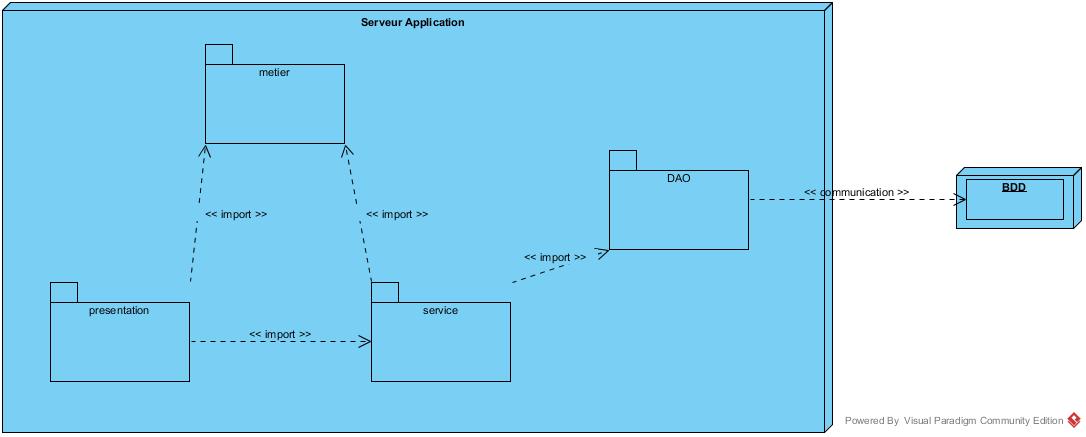 Serveur Application
metier
DAO
<< communication >>
BDD
<< import >>
<< import >>
<< import >>
presentation
service
<< import >>
Powered By Visual Paradigm Community Edition